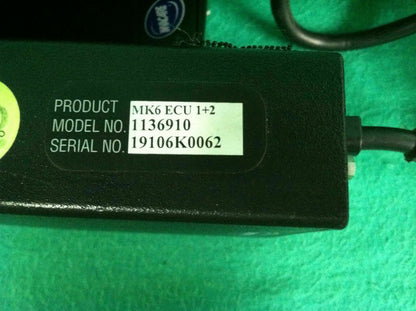 PRODUCT MK6 ECU 1+2
MODEL NO. 1136910
SERIAL NO. 19106K0062